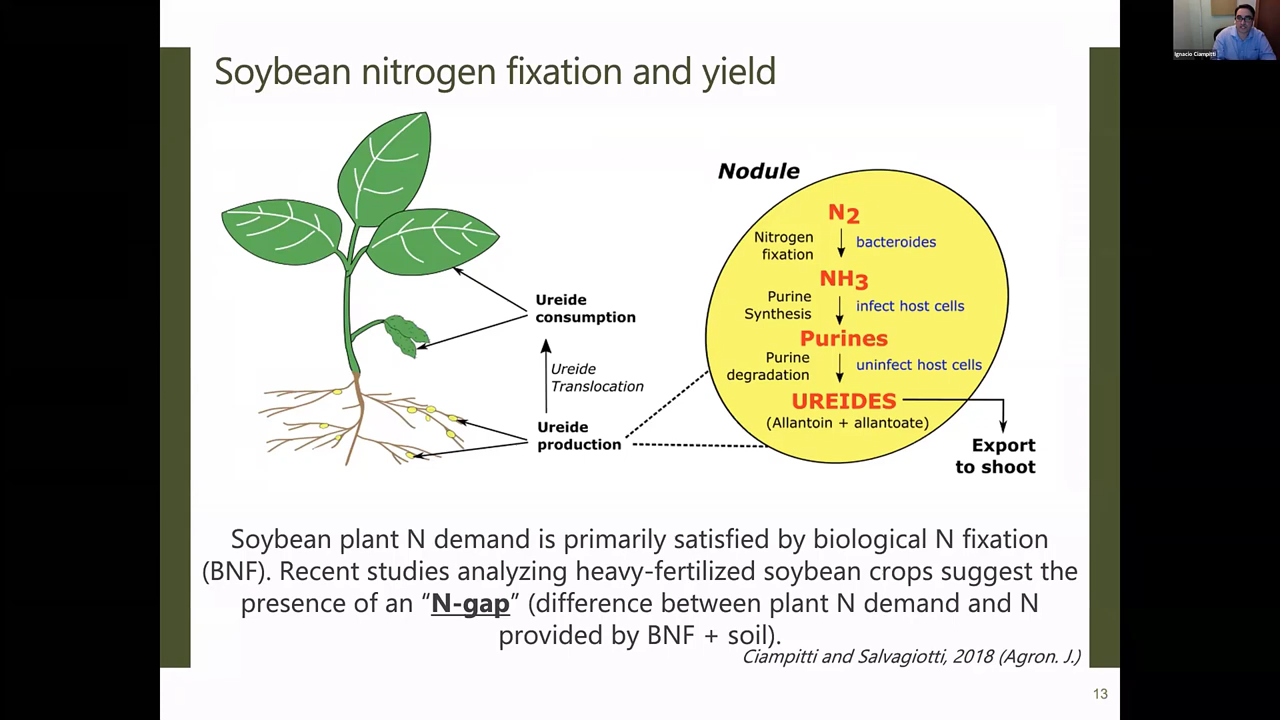 Ignacio Ciampitti
Soybean nitrogen fixation and yield
Ureide
consumption
Ureide
Translocation
Ureide
production
Nodule
N2
Nitrogen
fixation
bacteroides
NH3
Purine
Synthesis
infect host cells
Purines
Purine
degradation
uninfect host cells
UREIDES
(Allantoin + allantoate)
Export
to shoot
Soybean plant N demand is primarily satisfied by biological N fixation
(BNF). Recent studies analyzing heavy-fertilized soybean crops suggest the
presence of an “N-gap” (difference between plant N demand and N
provided by BNF + soil).
Ciampitti and Salvagiotti, 2018 (Agron. J.)
13